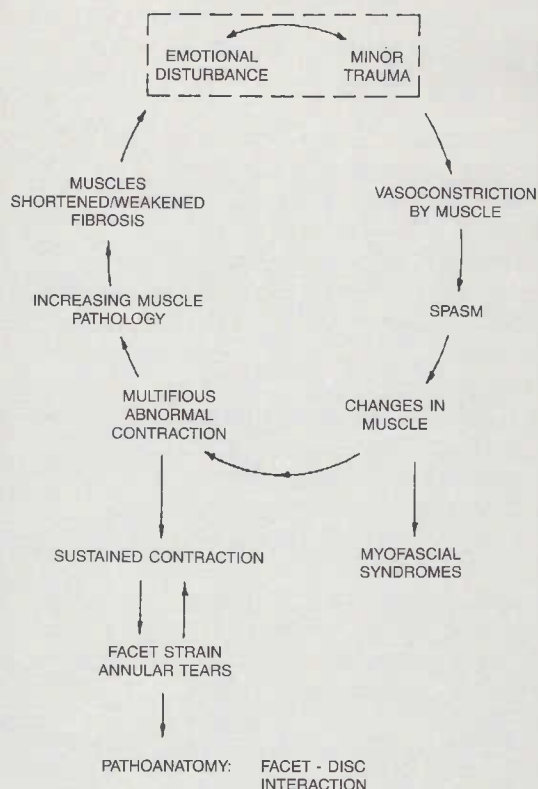 EMOTIONAL DISTURBANCE
MINOR TRAUMA
VASOCONSTRICTION BY MUSCLE
SPASM
CHANGES IN MUSCLE
MYOFASCIAL SYNDROMES
MULTIFIOUS ABNORMAL CONTRACTION
INCREASING MUSCLE PATHOLOGY
MUSCLES SHORTENED/WEAKENED FIBROSIS
SUSTAINED CONTRACTION
FACET STRAIN ANNULAR TEARS
PATHOANATOMY: FACET - DISC INTERACTION